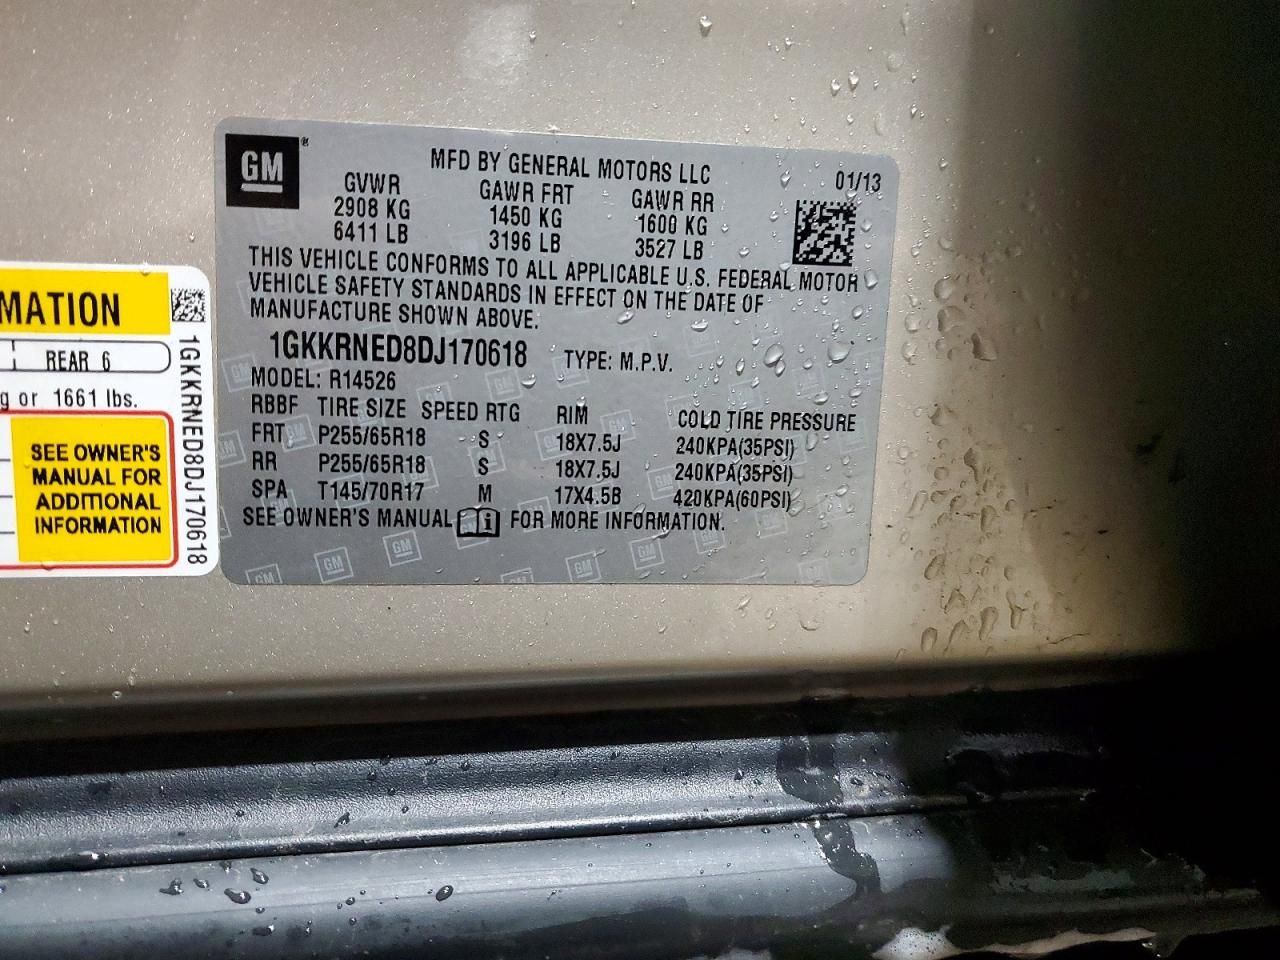 GM®
MFD BY GENERAL MOTORS LLC
01/13
GVWR GAWR FRT GAWR RR
2908 KG 1450 KG 1600 KG
6411 LB 3196 LB 3527 LB
THIS VEHICLE CONFORMS TO ALL APPLICABLE U.S. FEDERAL MOTOR
VEHICLE SAFETY STANDARDS IN EFFECT ON THE DATE OF
MANUFACTURE SHOWN ABOVE.
1GKKRNED8DJ170618 TYPE: M.P.V.
MODEL: R14526
RBBF TIRE SIZE SPEED RTG RIM COLD TIRE PRESSURE
FRT P255/65R18 S 18X7.5J 240KPA(35PSI)
RR P255/65R18 S 18X7.5J 240KPA(35PSI)
SPA T145/70R17 M 17X4.5B 420KPA(60PSI)
SEE OWNER'S MANUAL FOR MORE INFORMATION.
MATION
REAR 6
g or 1661 lbs.
SEE OWNER'S
MANUAL FOR
ADDITIONAL
INFORMATION
1GKKRNED8DJ170618